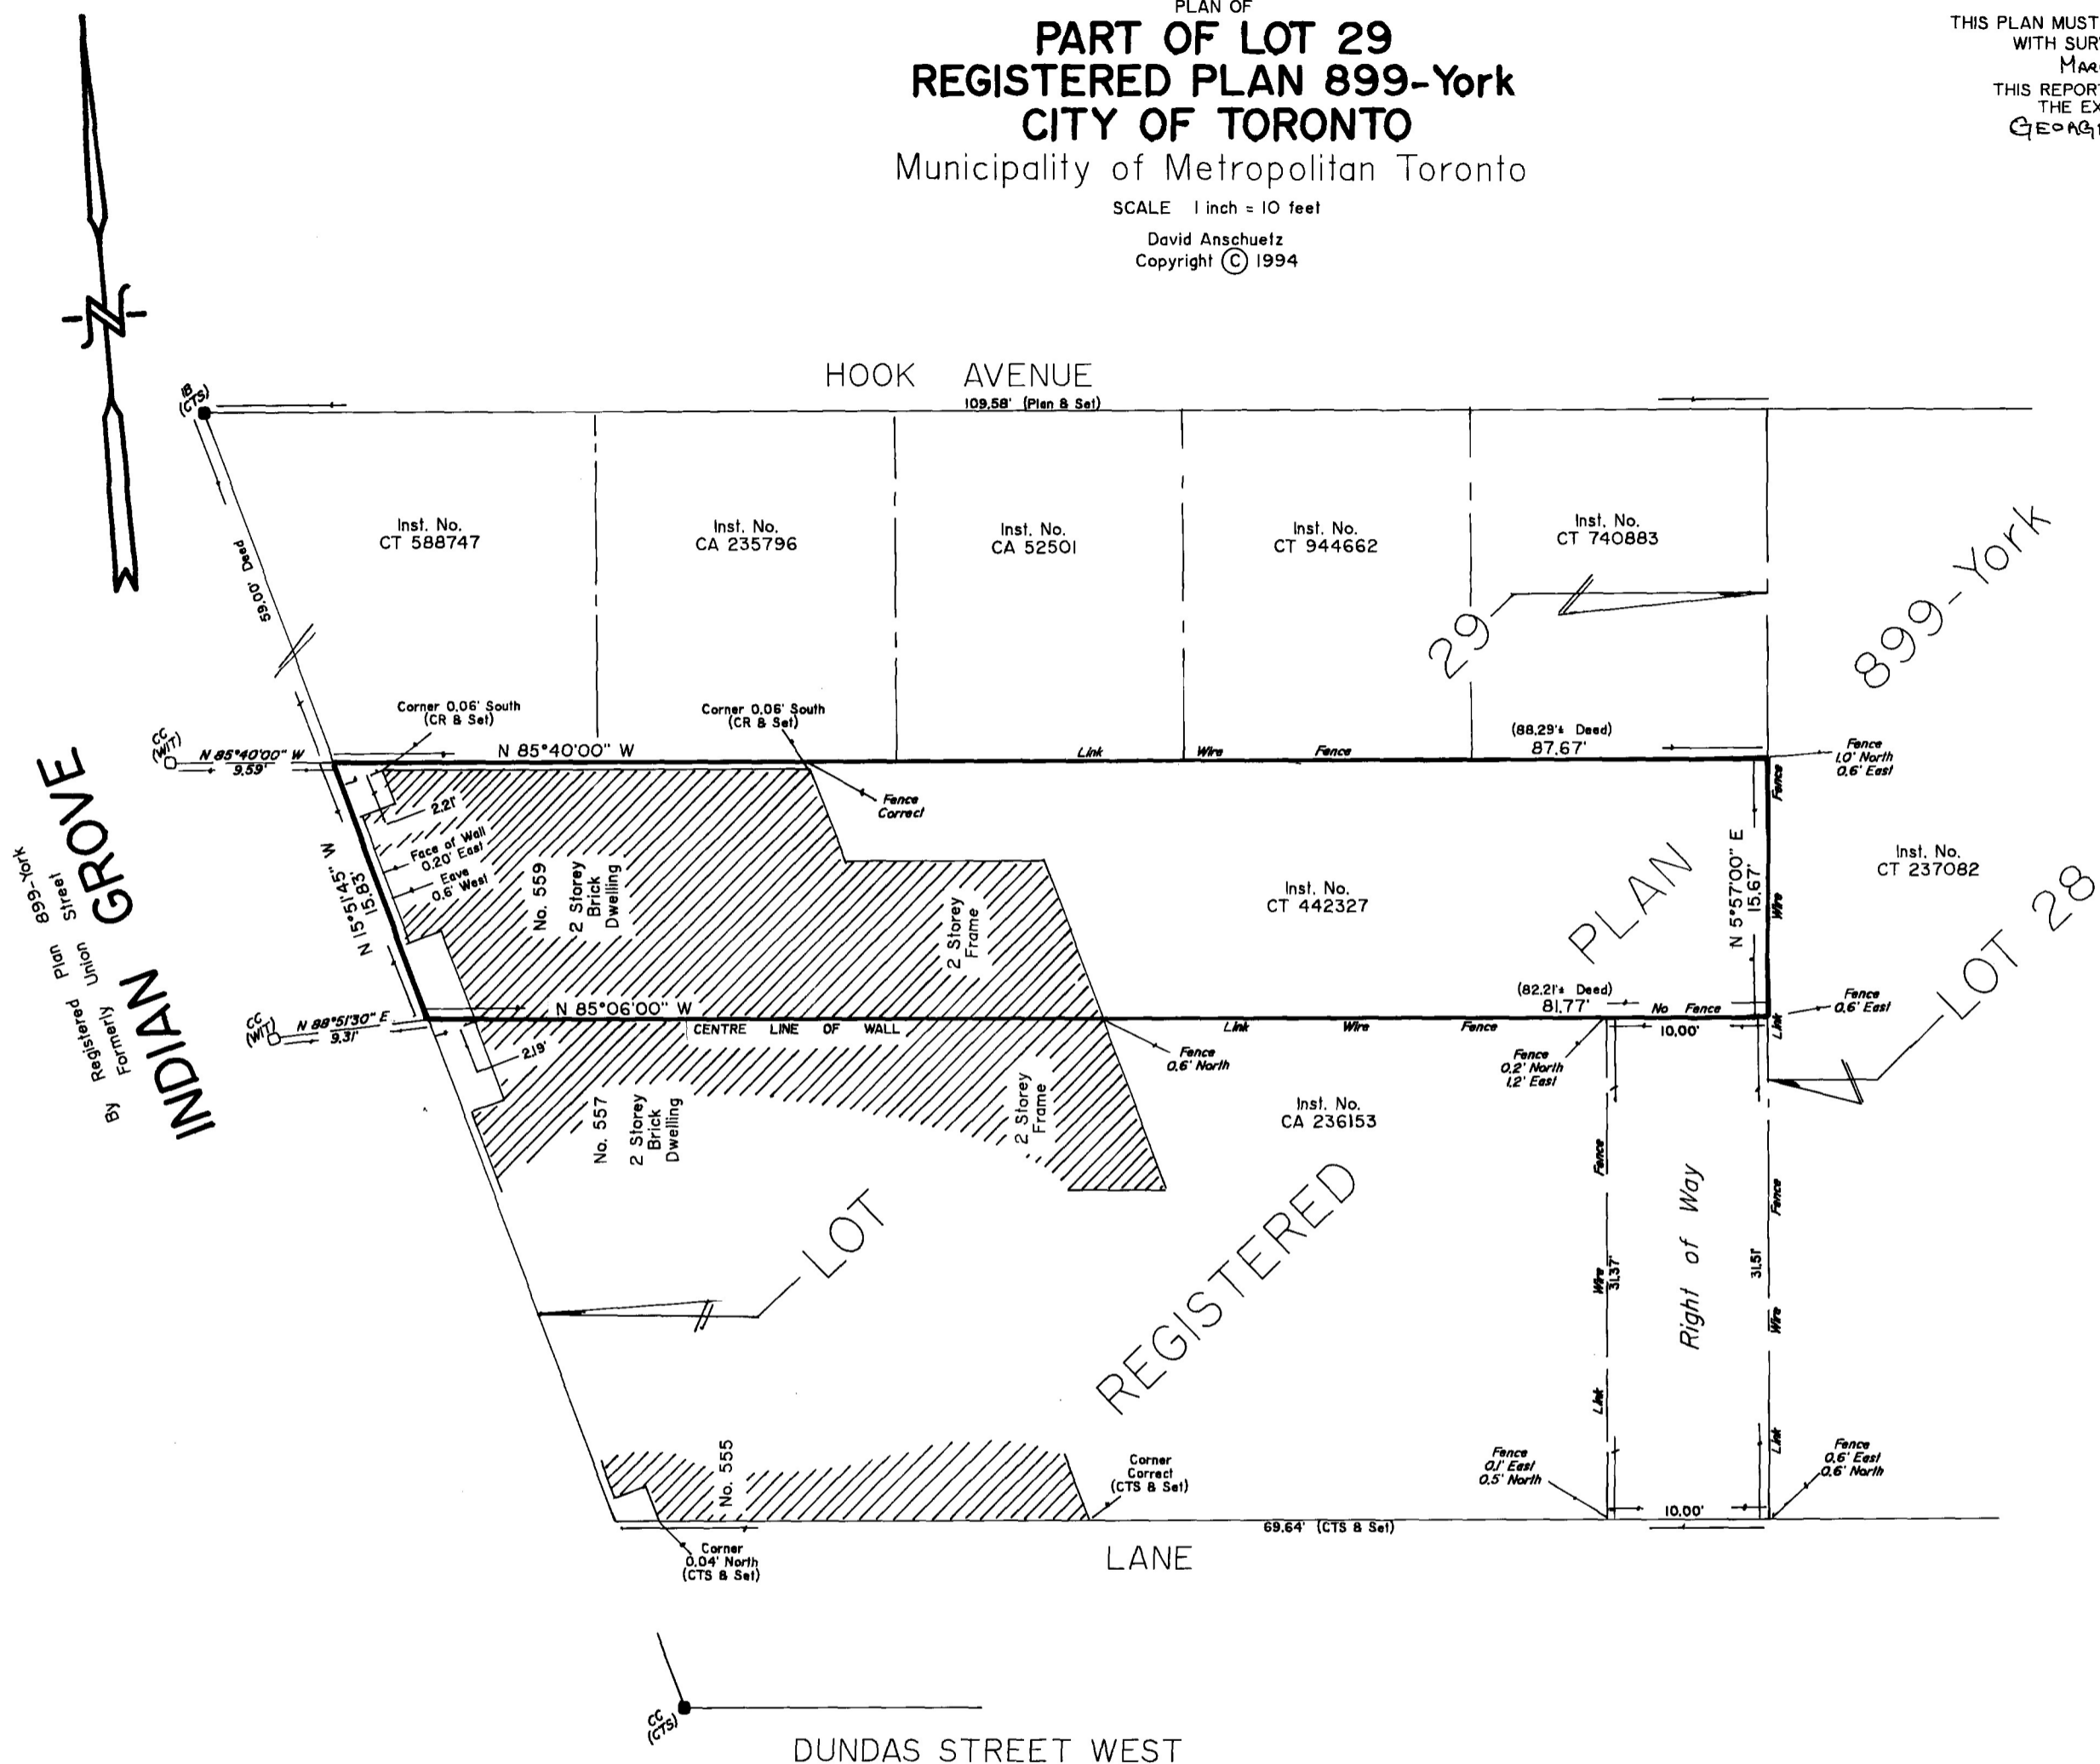 PLAN OF
PART OF LOT 29
REGISTERED PLAN 899-York
CITY OF TORONTO
Municipality of Metropolitan Toronto
SCALE 1 inch = 10 feet
David Anschuetz
Copyright © 1994
THIS PLAN MUST
WITH SUR
MAR
THIS REPOR
THE EX
GEORG
N
HOOK AVENUE
109.58' (Plan & Set)
IB
(CTS)
59.00' Deed
Inst. No.
CT 588747
Inst. No.
CA 235796
Inst. No.
CA 52501
Inst. No.
CT 944662
Inst. No.
CT 740883
29
899-York
Corner 0.06' South
(CR & Set)
Corner 0.06' South
(CR & Set)
(88.29'± Deed)
87.67'
CC
(WIT)
N 85°40'00" W
9.59'
N 85°40'00" W
Link Wire Fence
Fence
1.0' North
0.6' East
Fence
Correct
2.21'
Face of Wall
0.20' East
Eave
0.6' West
N 15°51'45" W
15.83'
No. 559
2 Storey
Brick
Dwelling
2 Storey
Frame
Inst. No.
CT 442327
PLAN
N 5°57'00" E
15.67'
Link Wire Fence
Inst. No.
CT 237082
LOT 28
By Registered Plan 899-York
Formerly Union Street
INDIAN GROVE
CC
(WIT)
N 88°51'30" E
9.31'
N 85°06'00" W
CENTRE LINE OF WALL
(82.21'± Deed)
81.77'
No Fence
10.00'
Link Wire Fence
Fence
0.6' East
2.19'
Fence
0.6' North
Fence
0.2' North
1.2' East
No. 557
2 Storey
Brick
Dwelling
2 Storey
Frame
Inst. No.
CA 236153
LOT
REGISTERED
Link Wire Fence
31.37'
Right of Way
31.51'
Link Wire Fence
No. 555
Corner
Correct
(CTS & Set)
Fence
0.1' East
0.5' North
Fence
0.6' East
0.6' North
10.00'
69.64' (CTS & Set)
Corner
0.04' North
(CTS & Set)
LANE
CC
(CTS)
DUNDAS STREET WEST